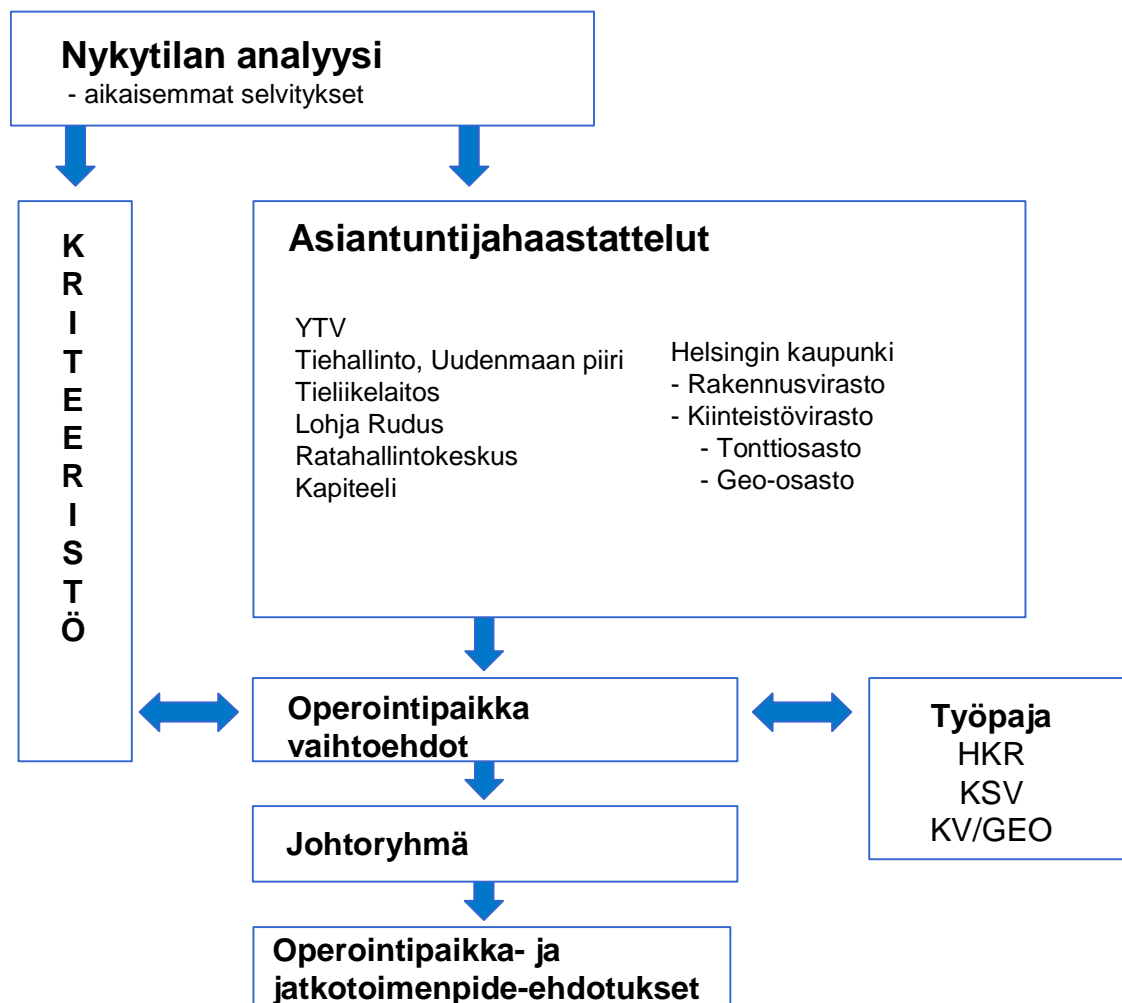 Nykytilan analyysi
- aikaisemmat selvitykset
K
R
I
T
E
E
R
I
S
T
Ö
Asiantuntijahaastattelut
YTV
Tiehallinto, Uudenmaan piiri
Tieliikelaitos
Lohja Rudus
Ratahallintokeskus
Kapiteeli
Helsingin kaupunki
- Rakennusvirasto
- Kiinteistövirasto
- Tonttiosasto
- Geo-osasto
Operointipaikka
vaihtoehdot
Työpaja
HKR
KSV
KV/GEO
Johtoryhmä
Operointipaikka- ja
jatkotoimenpide-ehdotukset